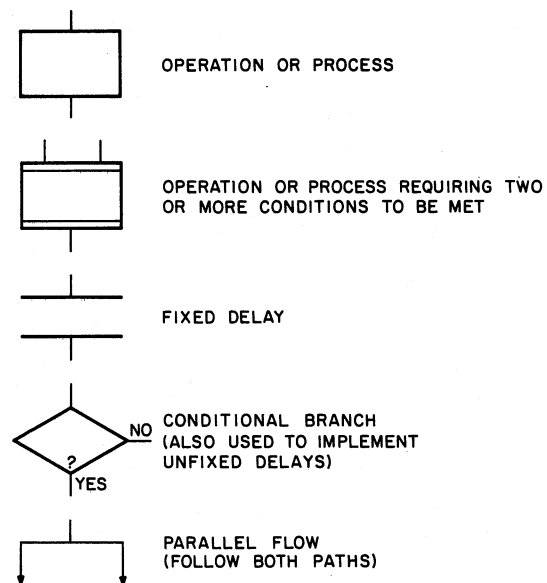 OPERATION OR PROCESS
OPERATION OR PROCESS REQUIRING TWO
OR MORE CONDITIONS TO BE MET
FIXED DELAY
NO
CONDITIONAL BRANCH
(ALSO USED TO IMPLEMENT
UNFIXED DELAYS)
?
YES
PARALLEL FLOW
(FOLLOW BOTH PATHS)